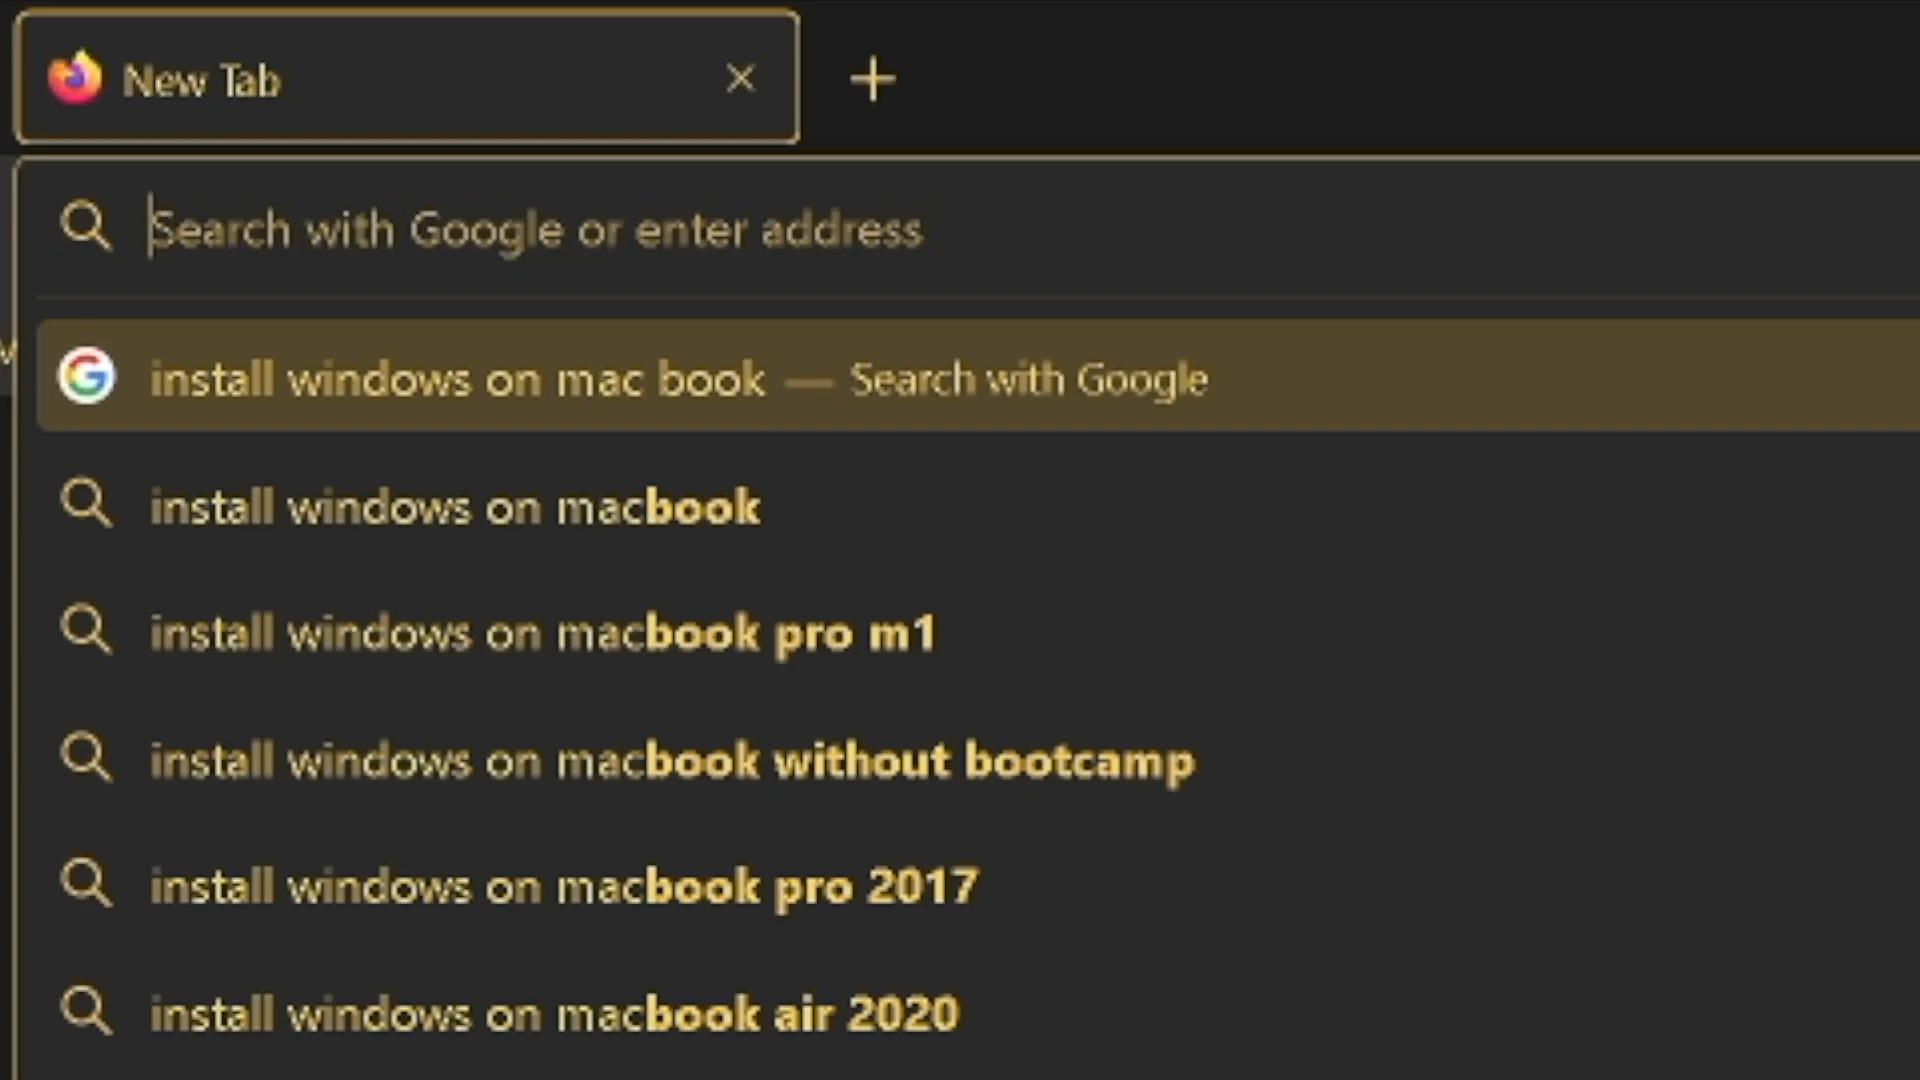 New Tab
Search with Google or enter address
install windows on mac book — Search with Google
install windows on macbook
install windows on macbook pro m1
install windows on macbook without bootcamp
install windows on macbook pro 2017
install windows on macbook air 2020